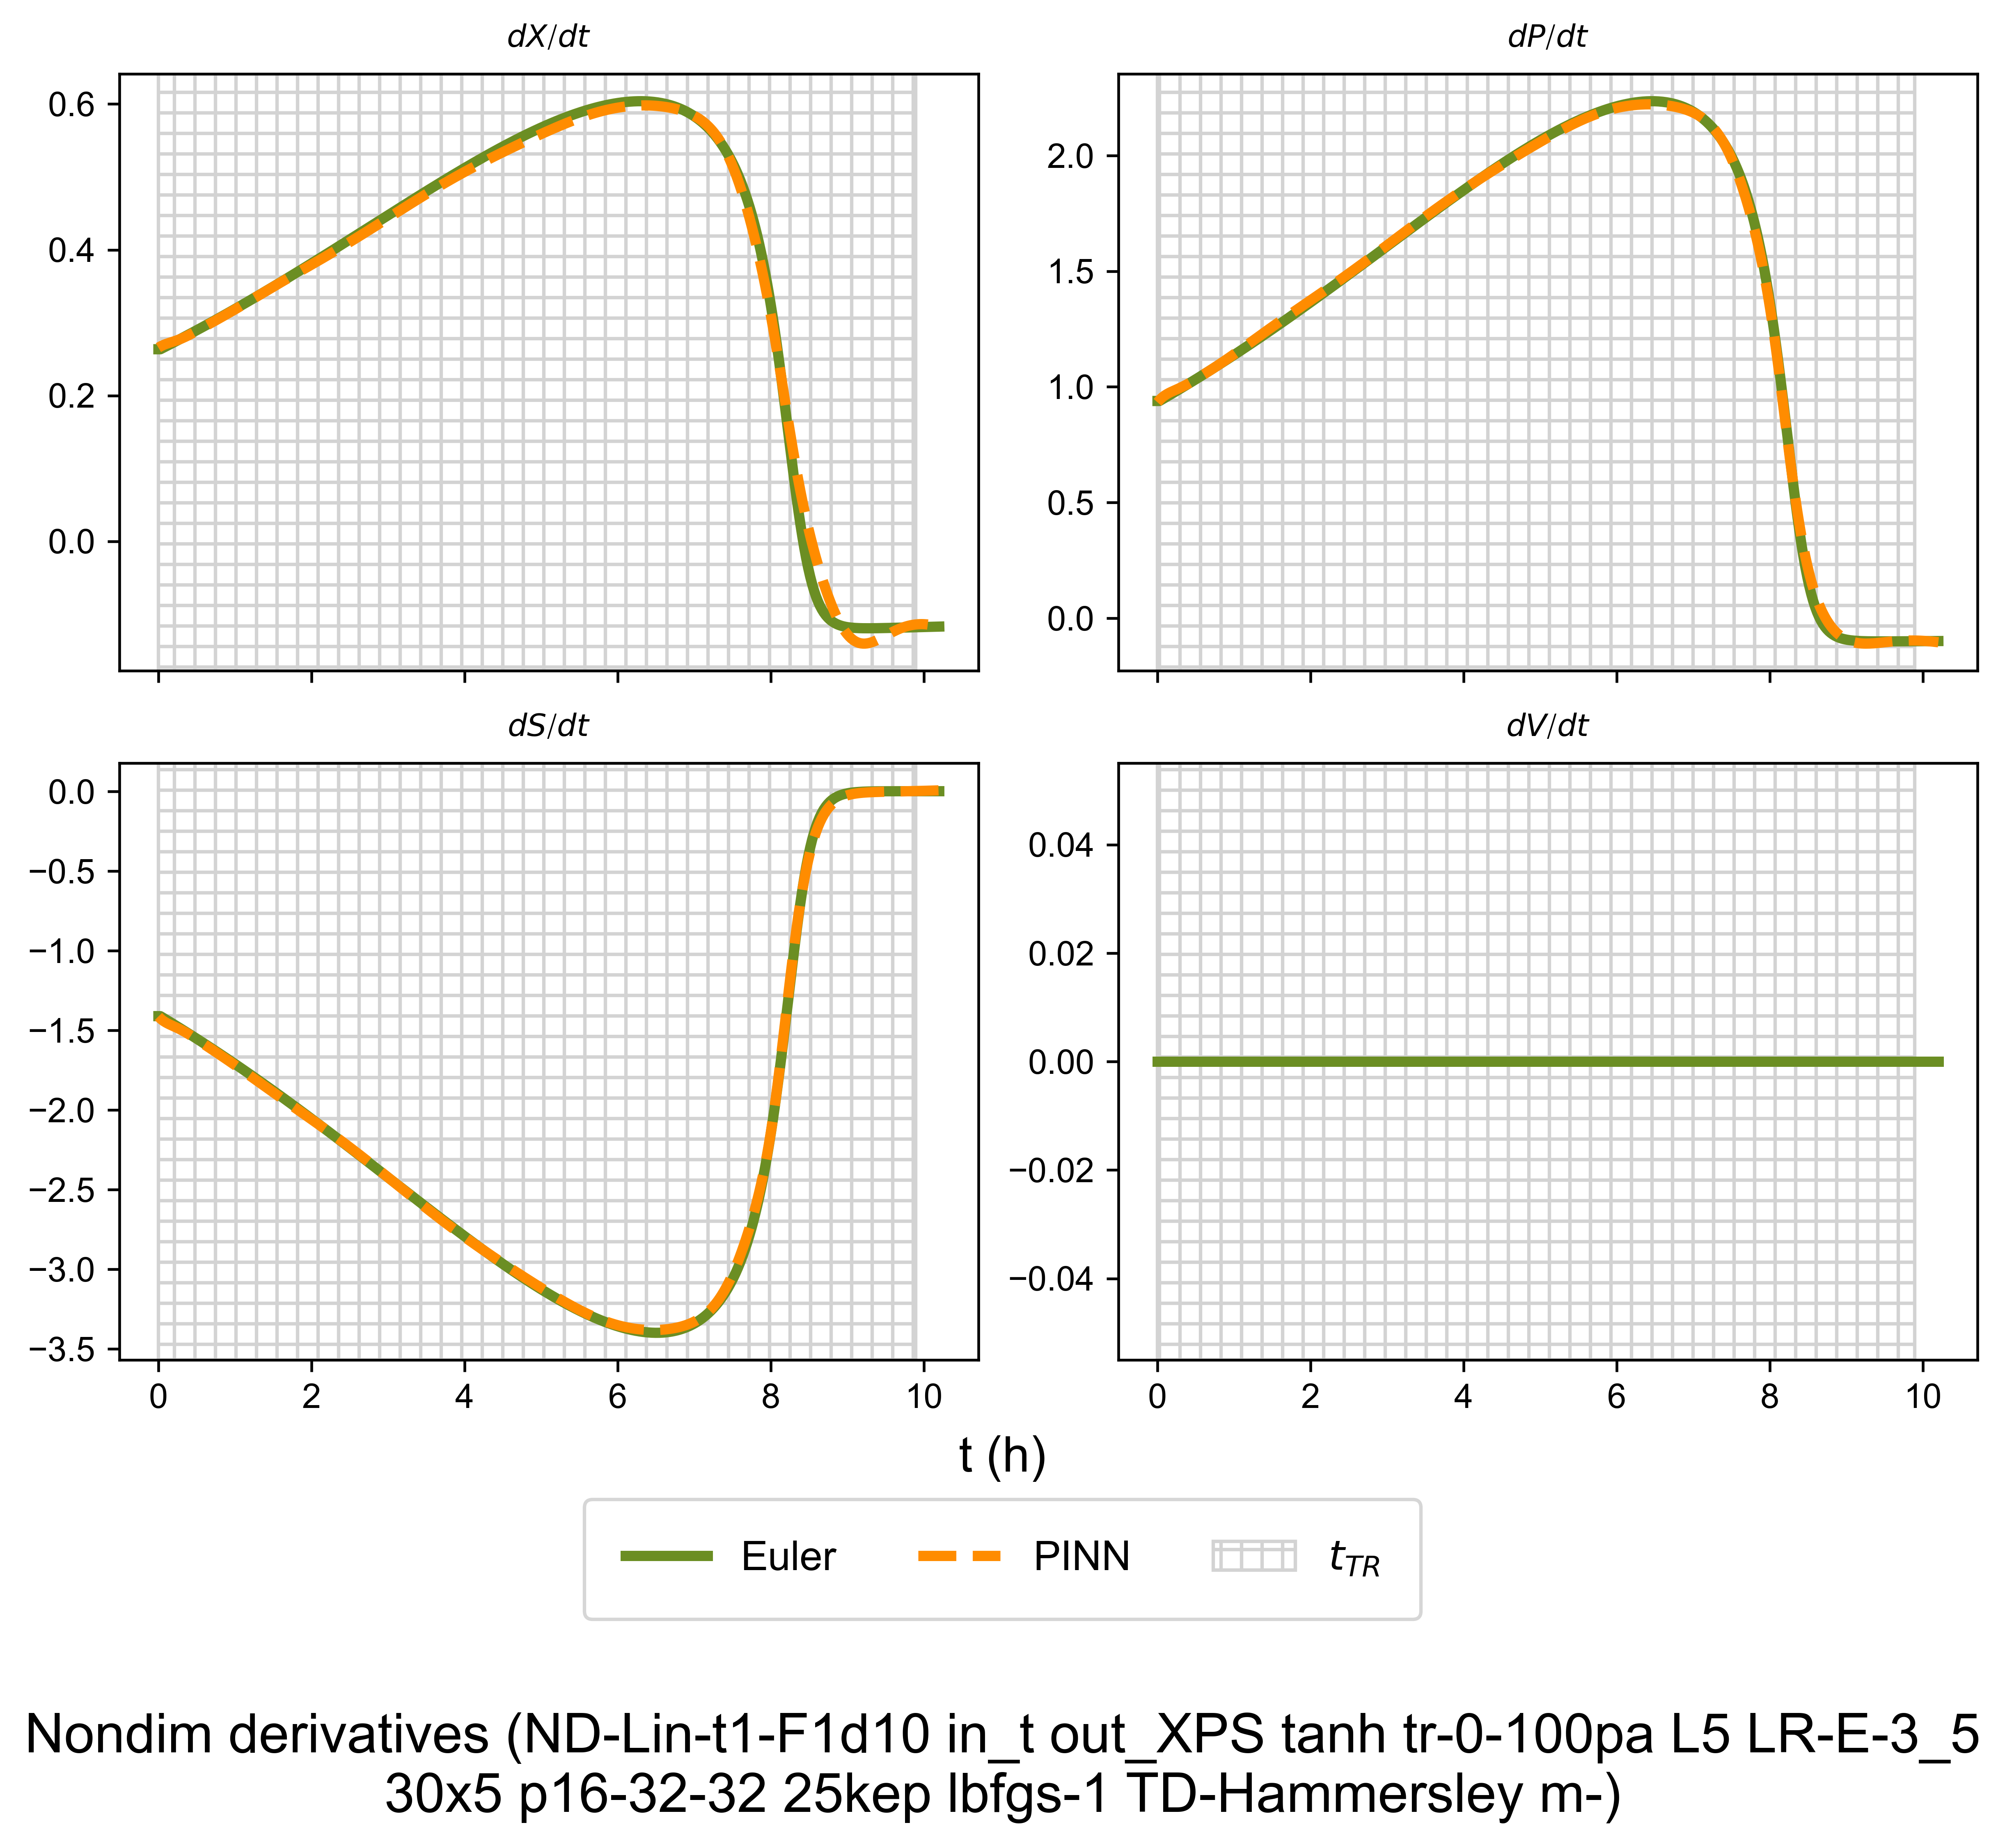 dX/dt
dP/dt
0.6
0.4
0.2
0.0
2.0
1.5
1.0
0.5
0.0
dS/dt
dV/dt
0.0
−0.5
−1.0
−1.5
−2.0
−2.5
−3.0
−3.5
0.04
0.02
0.00
−0.02
−0.04
0 2 4 6 8 10
0 2 4 6 8 10
t (h)
Euler PINN t_TR
Nondim derivatives (ND-Lin-t1-F1d10 in_t out_XPS tanh tr-0-100pa L5 LR-E-3_5
30x5 p16-32-32 25kep lbfgs-1 TD-Hammersley m-)